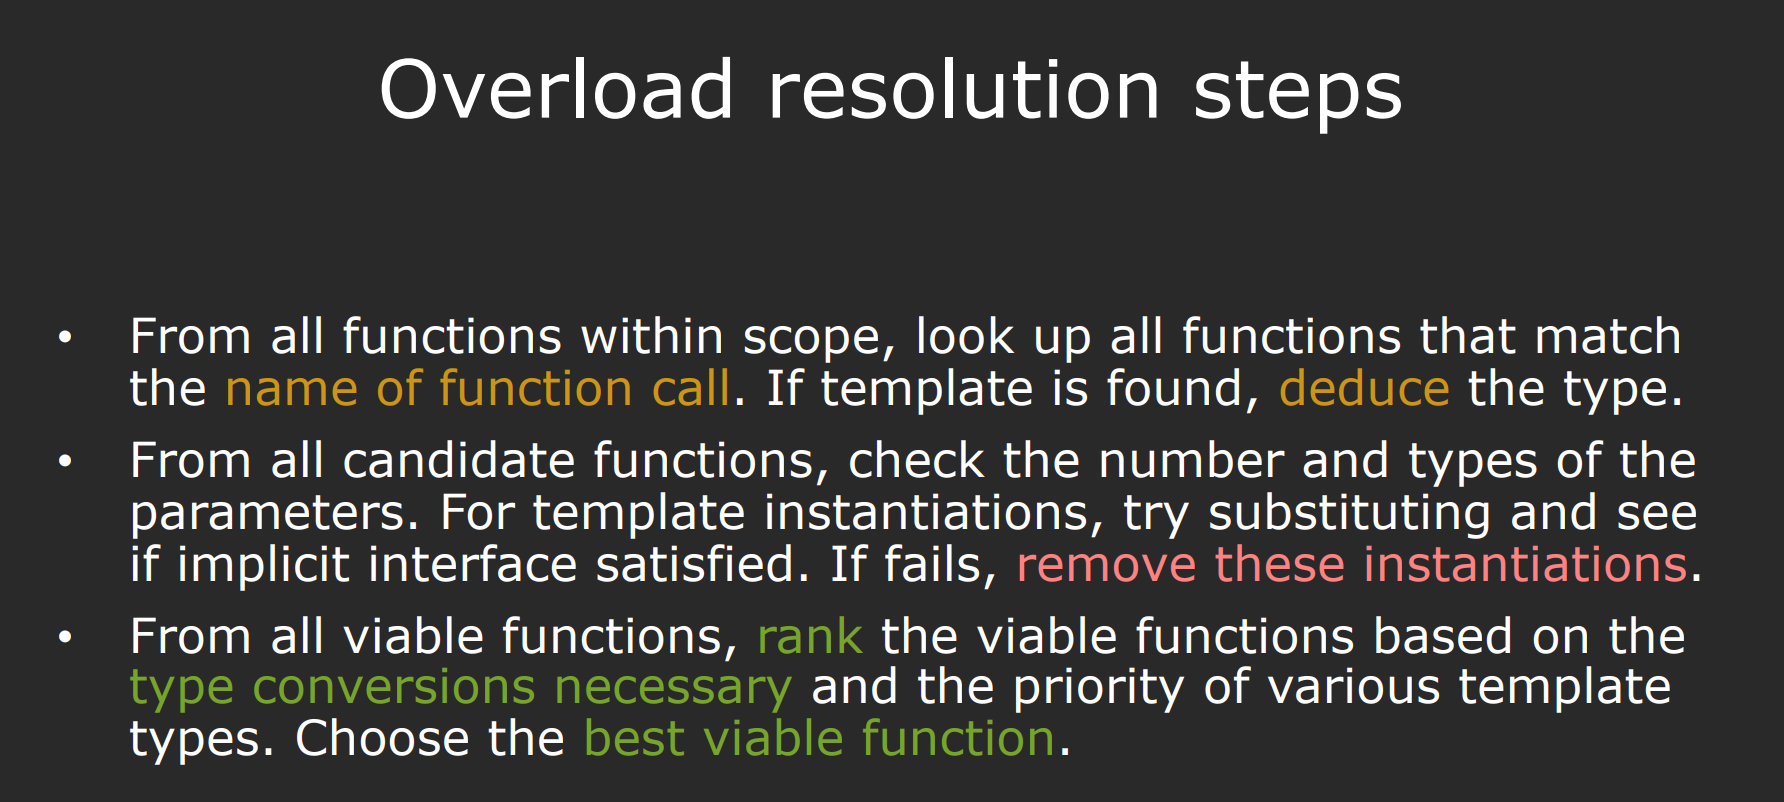 Overload resolution steps
• From all functions within scope, look up all functions that match
the name of function call. If template is found, deduce the type.
• From all candidate functions, check the number and types of the
parameters. For template instantiations, try substituting and see
if implicit interface satisfied. If fails, remove these instantiations.
• From all viable functions, rank the viable functions based on the
type conversions necessary and the priority of various template
types. Choose the best viable function.